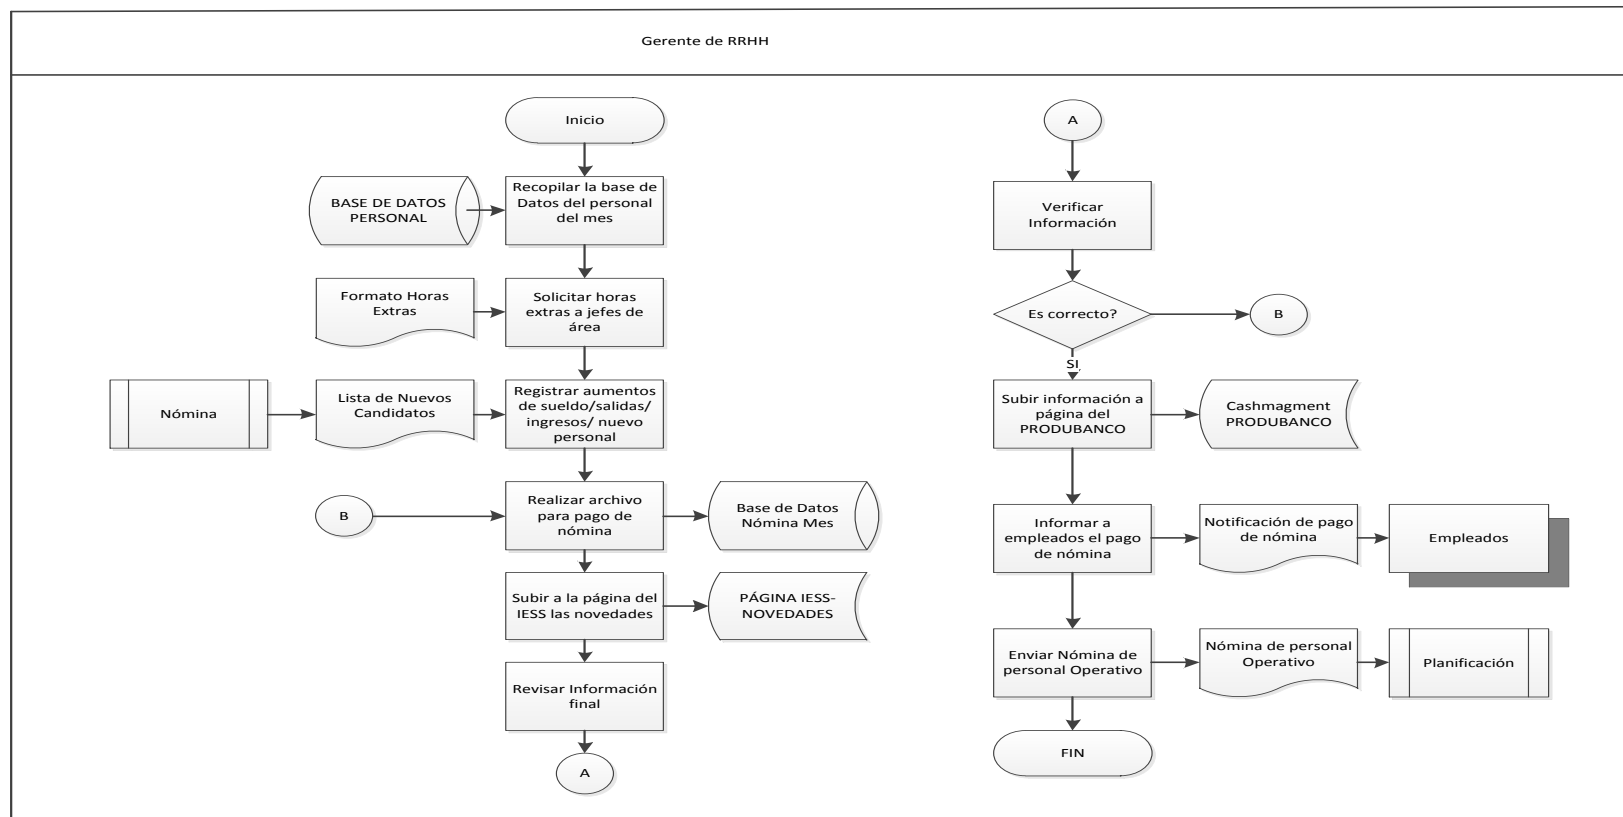 Gerente de RRHH
Inicio
BASE DE DATOS
PERSONAL
Recopilar la base de
Datos del personal
del mes
Formato Horas
Extras
Solicitar horas
extras a jefes de
área
Nómina
Lista de Nuevos
Candidatos
Registrar aumentos
de sueldo/salidas/
ingresos/ nuevo
personal
B
Realizar archivo
para pago de
nómina
Base de Datos
Nómina Mes
Subir a la página del
IESS las novedades
PÁGINA IESS-
NOVEDADES
Revisar Información
final
A
A
Verificar
Información
Es correcto?
B
SI
Subir información a
página del
PRODUBANCO
Cashmagment
PRODUBANCO
Informar a
empleados el pago
de nómina
Notificación de pago
de nómina
Empleados
Enviar Nómina de
personal Operativo
Nómina de personal
Operativo
Planificación
FIN